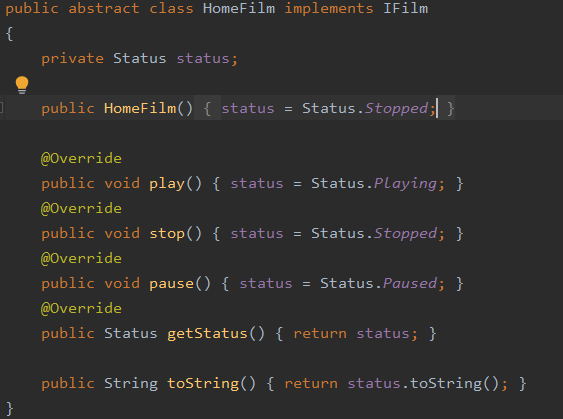 public abstract class HomeFilm implements IFilm
{
    private Status status;

    public HomeFilm() { status = Status.Stopped; }

    @Override
    public void play() { status = Status.Playing; }
    @Override
    public void stop() { status = Status.Stopped; }
    @Override
    public void pause() { status = Status.Paused; }
    @Override
    public Status getStatus() { return status; }

    public String toString() { return status.toString(); }
}